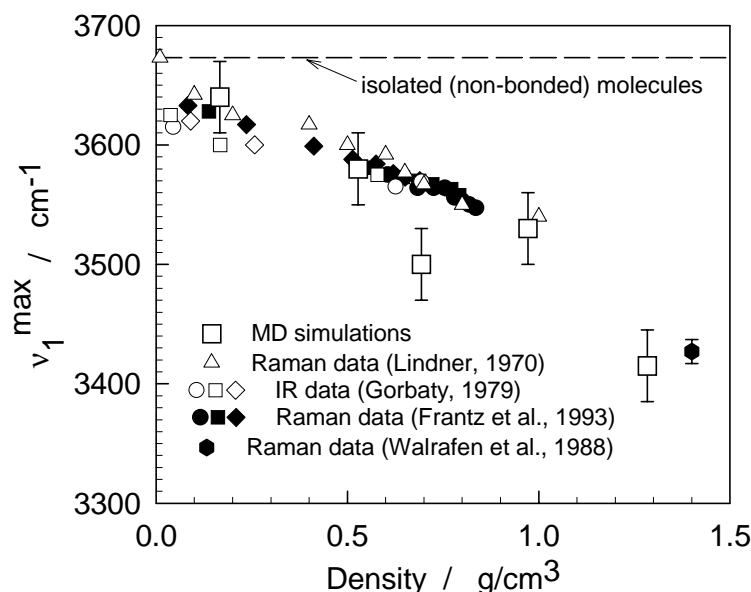 3700
3600
3500
3400
3300
0.0 0.5 1.0 1.5
ν₁ᵐᵃˣ / cm⁻¹
Density / g/cm³
isolated (non-bonded) molecules
MD simulations
Raman data (Lindner, 1970)
IR data (Gorbaty, 1979)
Raman data (Frantz et al., 1993)
Raman data (Walrafen et al., 1988)